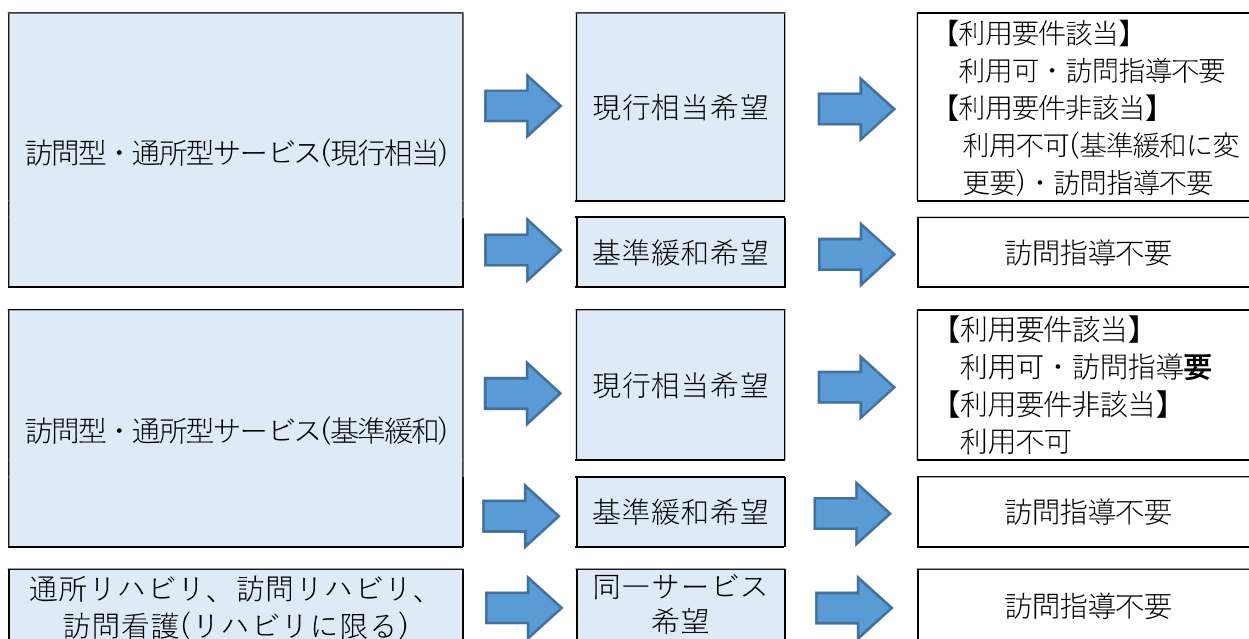 訪問型・通所型サービス(現行相当)
現行相当希望
【利用要件該当】
利用可・訪問指導不要
【利用要件非該当】
利用不可(基準緩和に変
更要)・訪問指導不要
基準緩和希望
訪問指導不要
訪問型・通所型サービス(基準緩和)
現行相当希望
【利用要件該当】
利用可・訪問指導要
【利用要件非該当】
利用不可
基準緩和希望
訪問指導不要
通所リハビリ、訪問リハビリ、
訪問看護(リハビリに限る)
同一サービス
希望
訪問指導不要